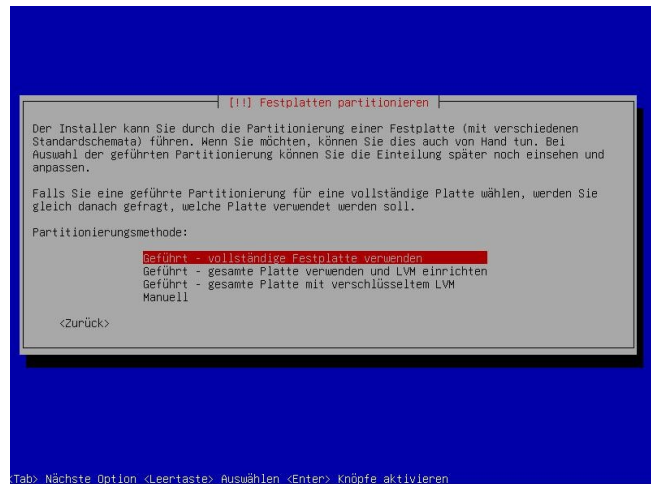 [!!] Festplatten partitionieren
Der Installer kann Sie durch die Partitionierung einer Festplatte (mit verschiedenen
Standardschemata) führen. Wenn Sie möchten, können Sie dies auch von Hand tun. Bei
Auswahl der geführten Partitionierung können Sie die Einteilung später noch einsehen und
anpassen.
Falls Sie eine geführte Partitionierung für eine vollständige Platte wählen, werden Sie
gleich danach gefragt, welche Platte verwendet werden soll.
Partitionierungsmethode:
Geführt - vollständige Festplatte verwenden
Geführt - gesamte Platte verwenden und LVM einrichten
Geführt - gesamte Platte mit verschlüsseltem LVM
Manuell
<Zurück>
<Tab> Nächste Option <Leertaste> Auswählen <Enter> Knöpfe aktivieren